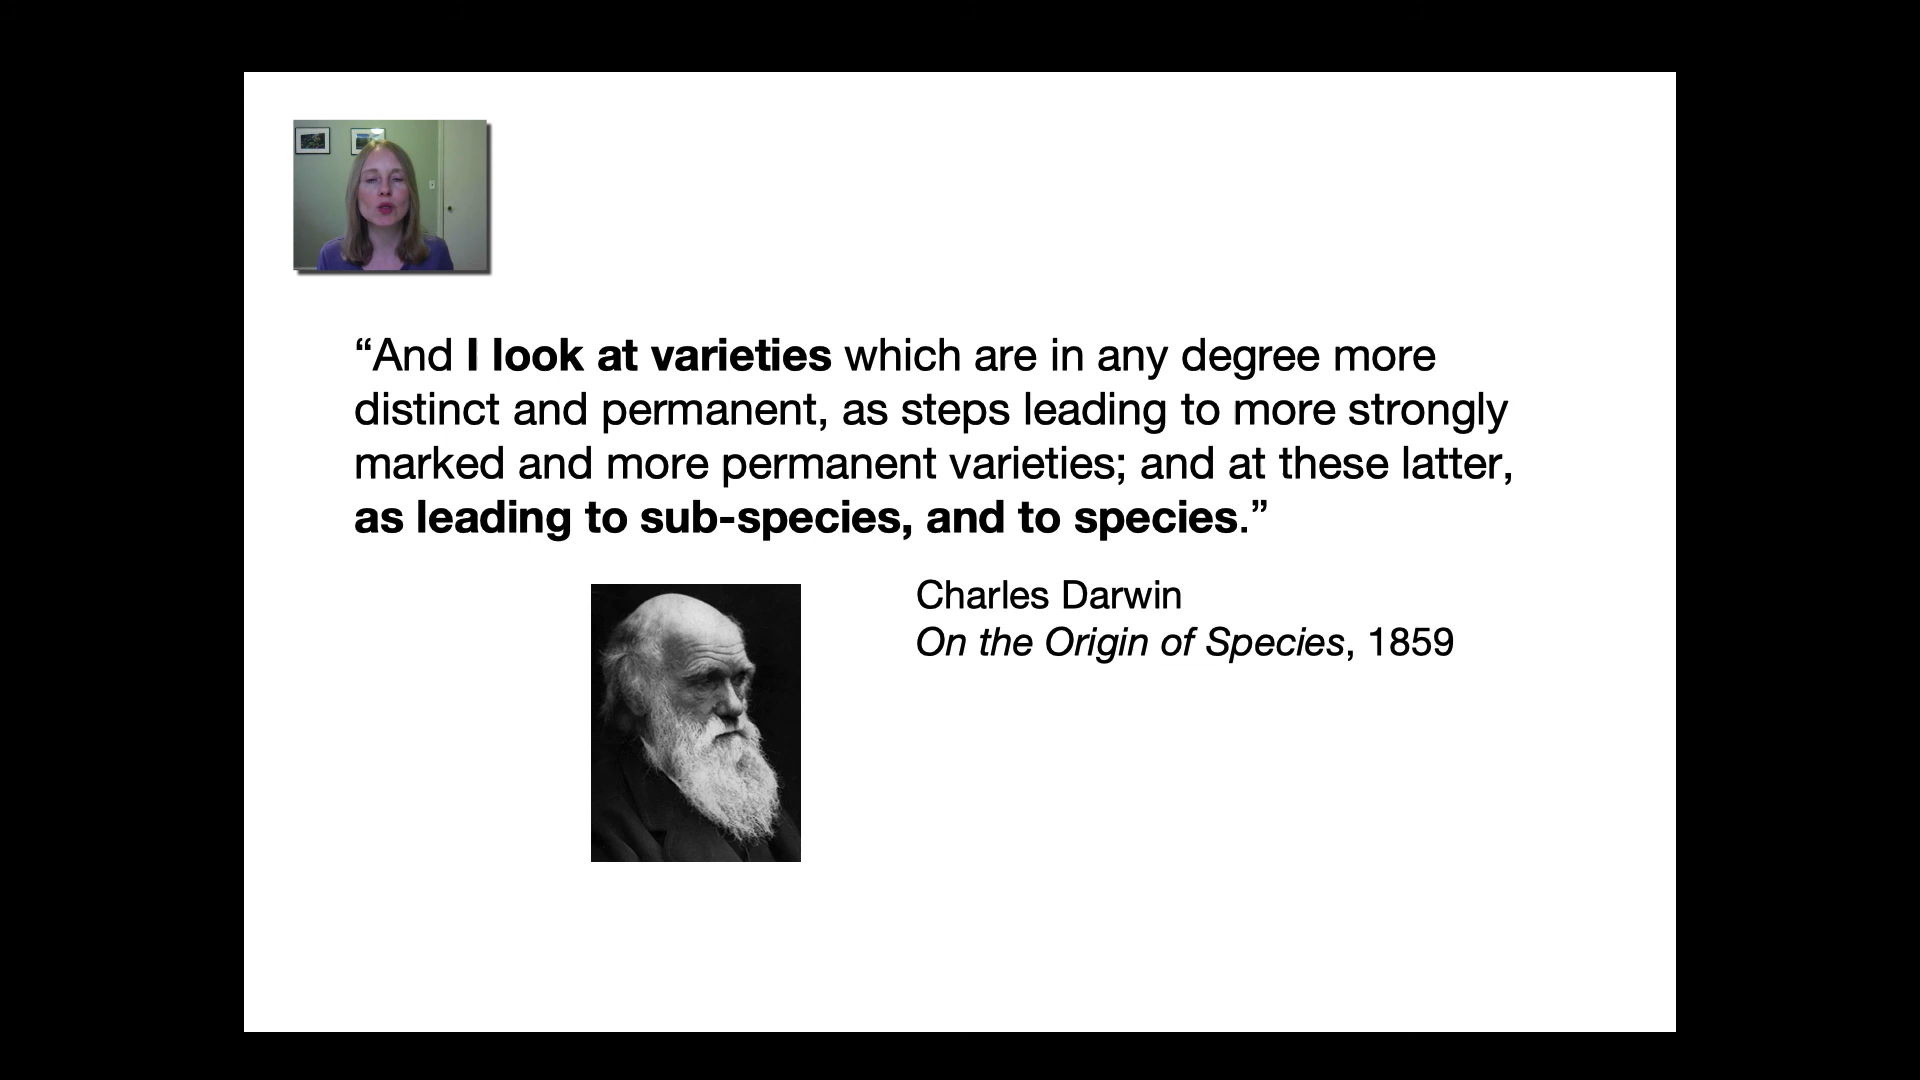 “And I look at varieties which are in any degree more
distinct and permanent, as steps leading to more strongly
marked and more permanent varieties; and at these latter,
as leading to sub-species, and to species.”
Charles Darwin
On the Origin of Species, 1859